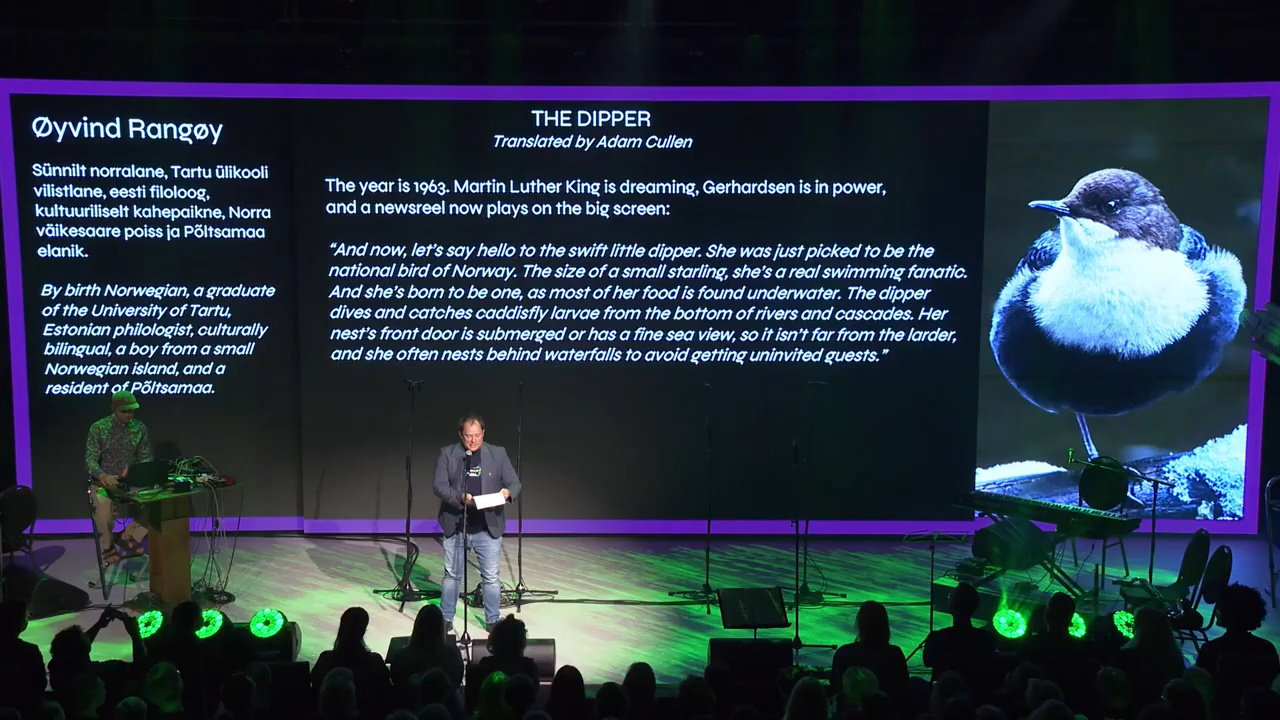 Øyvind Rangøy
Sünnilt norralane, Tartu ülikooli
vilistlane, eesti filoloog,
kultuuriliselt kahepaikne, Norra
väikesaare poiss ja Põltsamaa
elanik.
By birth Norwegian, a graduate
of the University of Tartu,
Estonian philologist, culturally
bilingual, a boy from a small
Norwegian island, and a
resident of Põltsamaa.
THE DIPPER
Translated by Adam Cullen
The year is 1963. Martin Luther King is dreaming, Gerhardsen is in power,
and a newsreel now plays on the big screen:
“And now, let’s say hello to the swift little dipper. She was just picked to be the
national bird of Norway. The size of a small starling, she’s a real swimming fanatic.
And she’s born to be one, as most of her food is found underwater. The dipper
dives and catches caddisfly larvae from the bottom of rivers and cascades. Her
nest’s front door is submerged or has a fine sea view, so it isn’t far from the larder,
and she often nests behind waterfalls to avoid getting uninvited guests.”